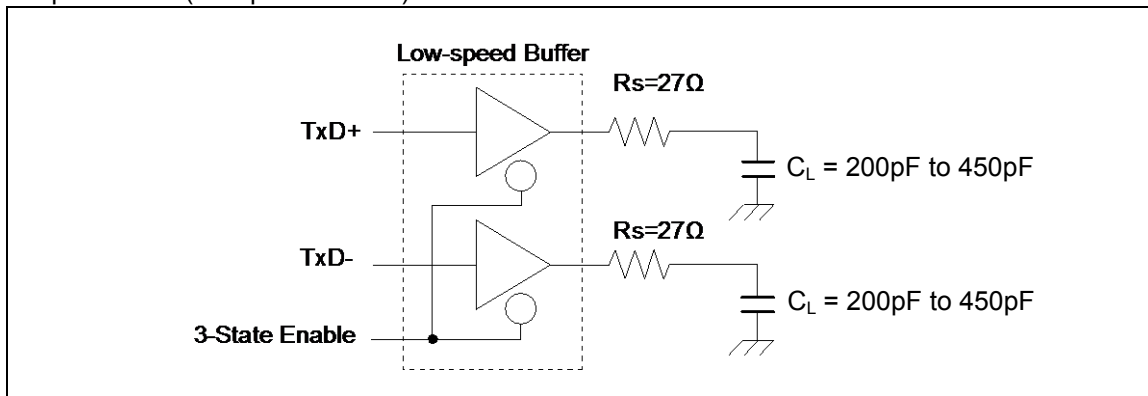 Low-speed Buffer
Rs=27Ω
TxD+
C_L = 200pF to 450pF
Rs=27Ω
TxD-
C_L = 200pF to 450pF
3-State Enable